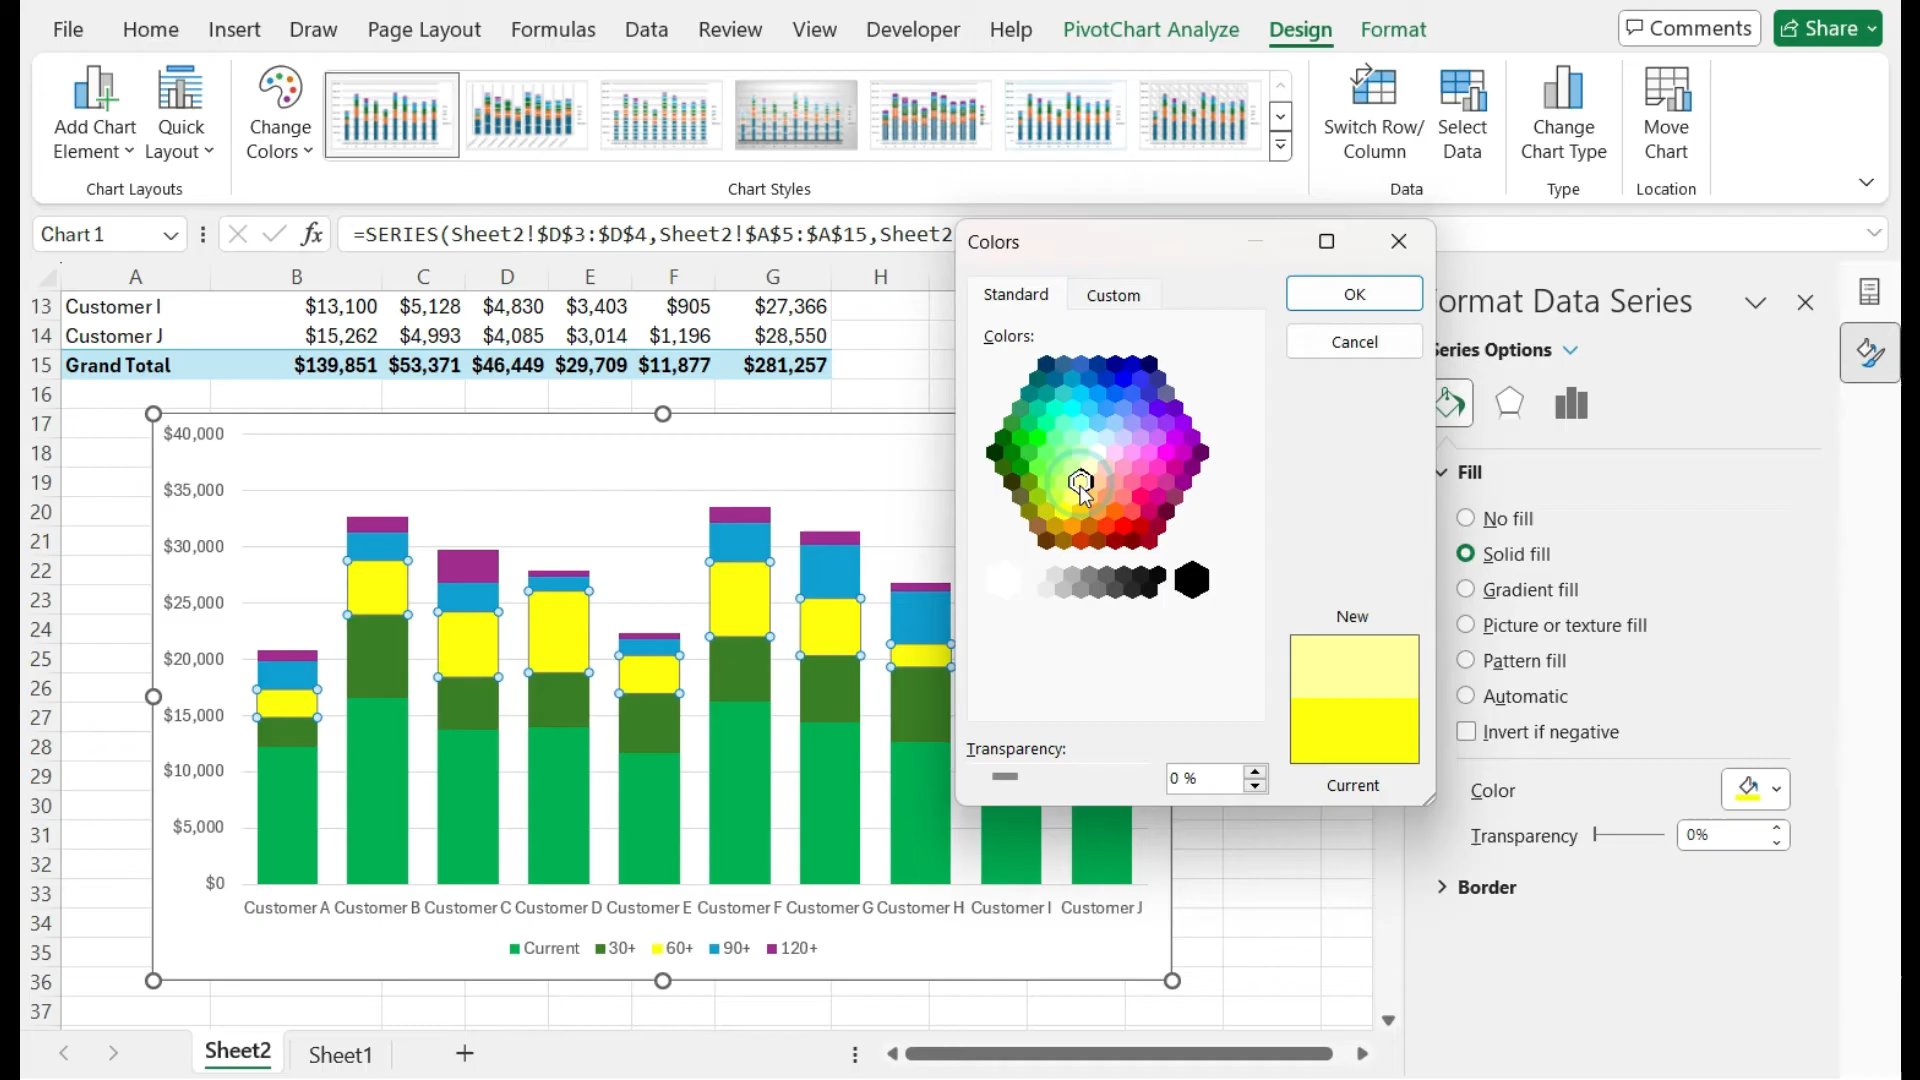 File Home Insert Draw Page Layout Formulas Data Review View Developer Help PivotChart Analyze Design Format Comments Share
Add Chart Element
Quick Layout
Change Colors
Switch Row/ Column
Select Data
Change Chart Type
Move Chart
Chart Layouts
Chart Styles
Data
Type
Location
Chart 1
fx
=SERIES(Sheet2!$D$3:$D$4,Sheet2!$A$5:$A$15,Sheet2
A B C D E F G H
13 Customer I $13,100 $5,128 $4,830 $3,403 $905 $27,366
14 Customer J $15,262 $4,993 $4,085 $3,014 $1,196 $28,550
15 Grand Total $139,851 $53,371 $46,449 $29,709 $11,877 $281,257
16
17
18
19
20
21
22
23
24
25
26
27
28
29
30
31
32
33
34
35
36
37
$40,000
$35,000
$30,000
$25,000
$20,000
$15,000
$10,000
$5,000
$0
Customer A Customer B Customer C Customer D Customer E Customer F Customer G Customer H Customer I Customer J
Current 30+ 60+ 90+ 120+
Colors
Standard Custom
OK
Cancel
Colors:
New
Current
Transparency:
0 %
ormat Data Series
Series Options
Fill
No fill
Solid fill
Gradient fill
Picture or texture fill
Pattern fill
Automatic
Invert if negative
Color
Transparency 0%
Border
Sheet2 Sheet1